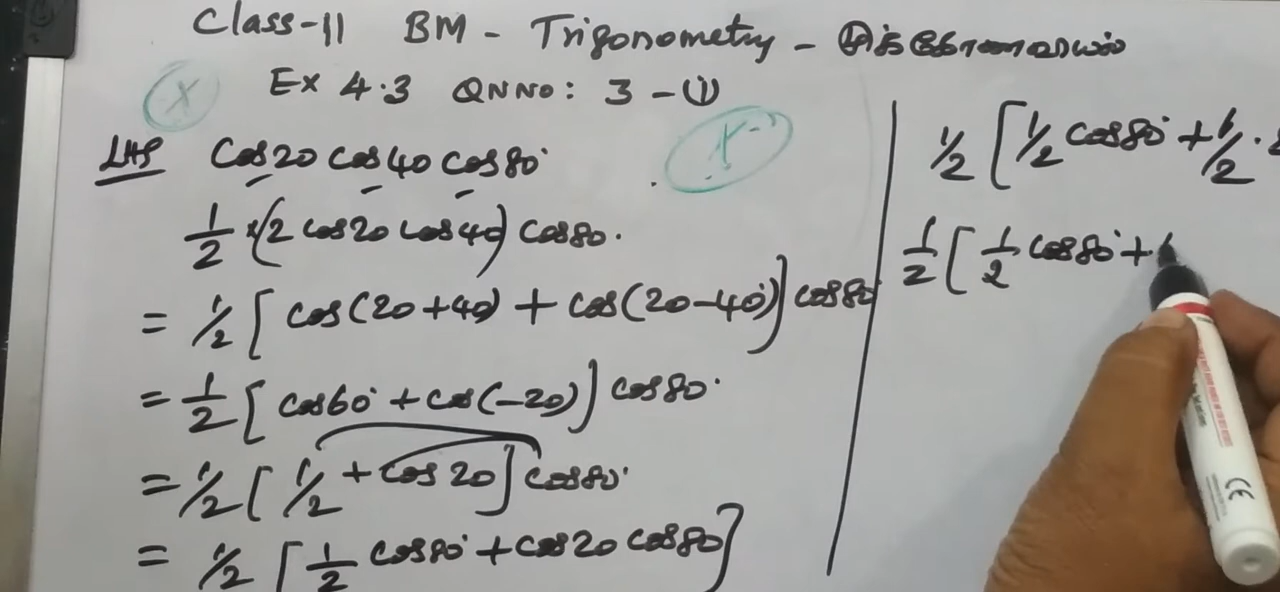 Class-11 BM - Trigonometry -
Ex 4.3 QNNO: 3 - (i)
X
X
LHS cos20 cos40 cos80°
1/2 × (2 cos20 cos40) cos80.
= 1/2 [cos(20+40) + cos(20-40)] cos80
= 1/2 [cos60° + cos(-20)] cos80°
= 1/2 [1/2 + cos 20] cos80°
= 1/2 [1/2 cos80° + cos20 cos80]
1/2 [1/2 cos80° + 1/2 ·
1/2 [1/2 cos80° +
CE